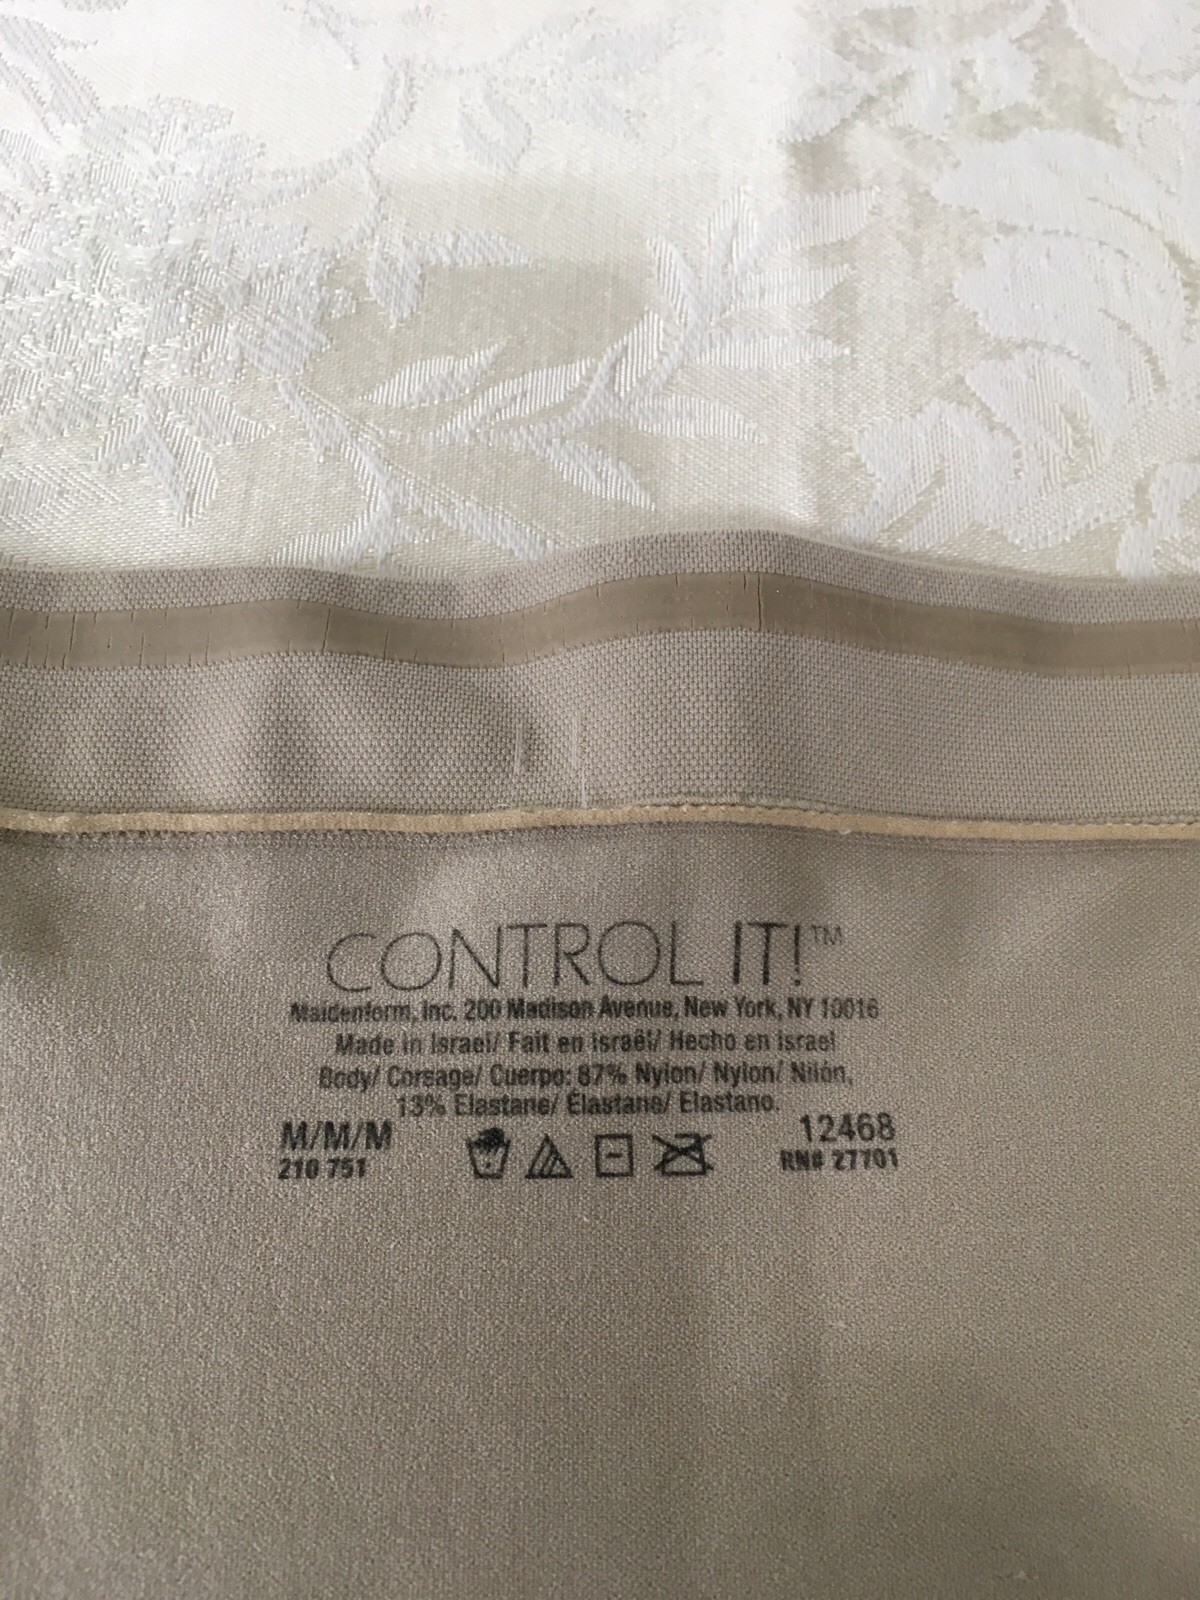 CONTROL IT!™
Maidenform, Inc. 200 Madison Avenue, New York, NY 10016
Made in Israel/ Fait en Israël/ Hecho en Israel
Body/ Corsage/ Cuerpo: 87% Nylon/ Nylon/ Nilón,
13% Elastane/ Élastane/ Elastano.
M/M/M 12468
210 751 RN# 27701